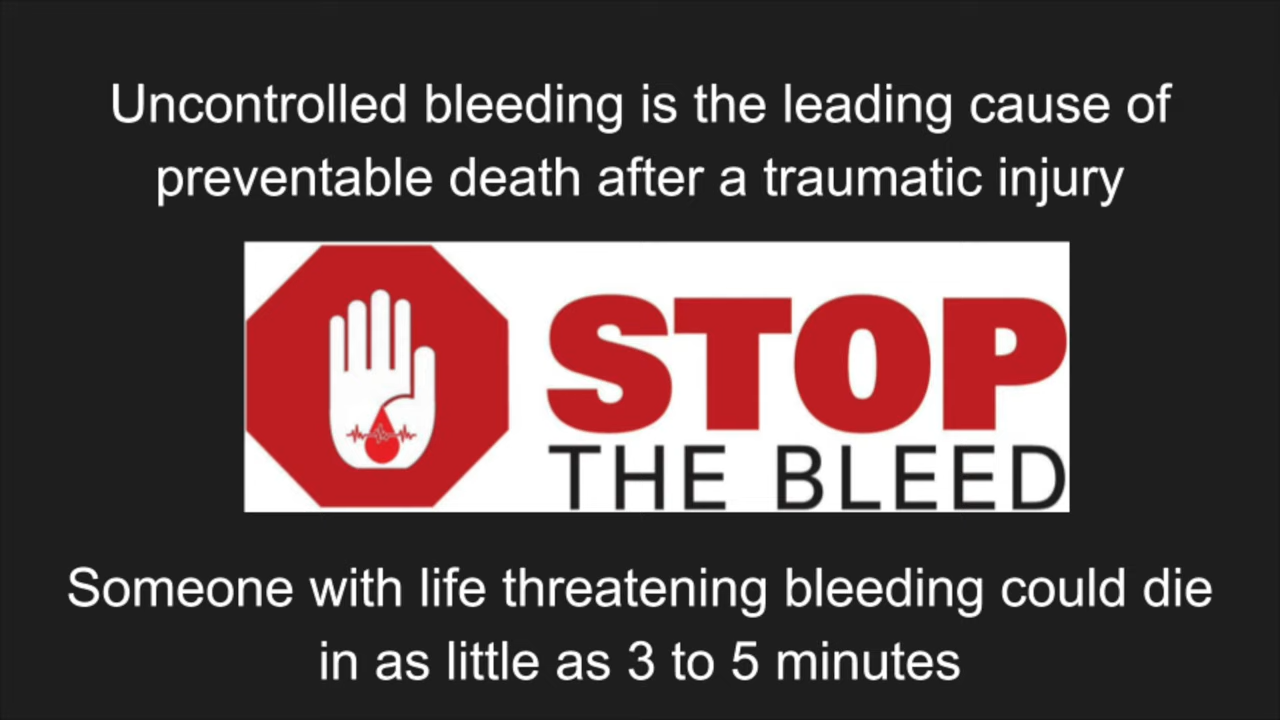 Uncontrolled bleeding is the leading cause of
preventable death after a traumatic injury
STOP
THE BLEED
Someone with life threatening bleeding could die
in as little as 3 to 5 minutes